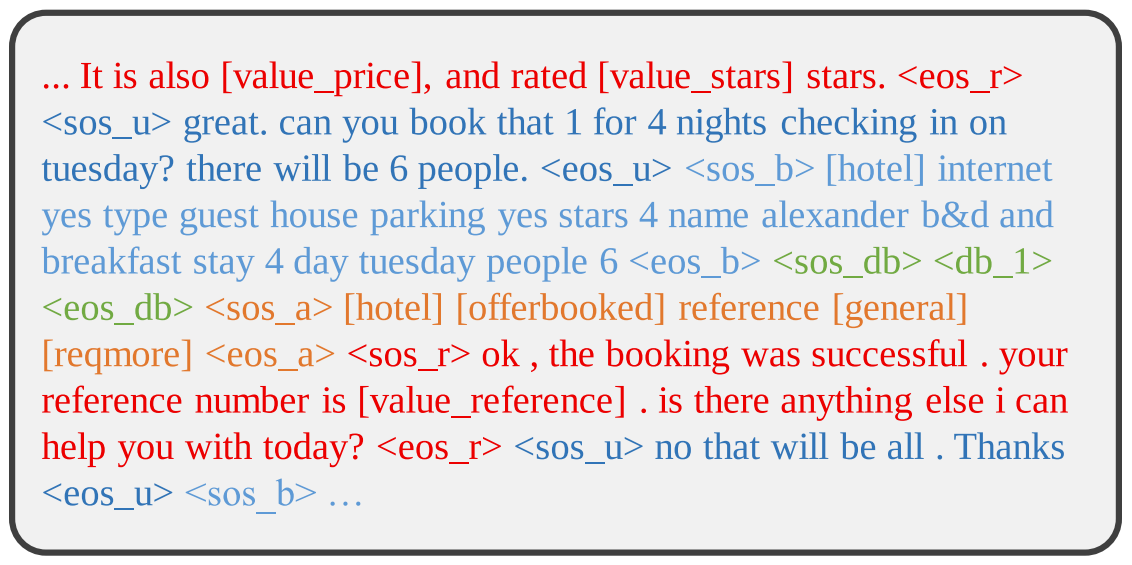 ... It is also [value_price], and rated [value_stars] stars. <eos_r>
<sos_u> great. can you book that 1 for 4 nights checking in on
tuesday? there will be 6 people. <eos_u> <sos_b> [hotel] internet
yes type guest house parking yes stars 4 name alexander b&d and
breakfast stay 4 day tuesday people 6 <eos_b> <sos_db> <db_1>
<eos_db> <sos_a> [hotel] [offerbooked] reference [general]
[reqmore] <eos_a> <sos_r> ok , the booking was successful . your
reference number is [value_reference] . is there anything else i can
help you with today? <eos_r> <sos_u> no that will be all . Thanks
<eos_u> <sos_b> …